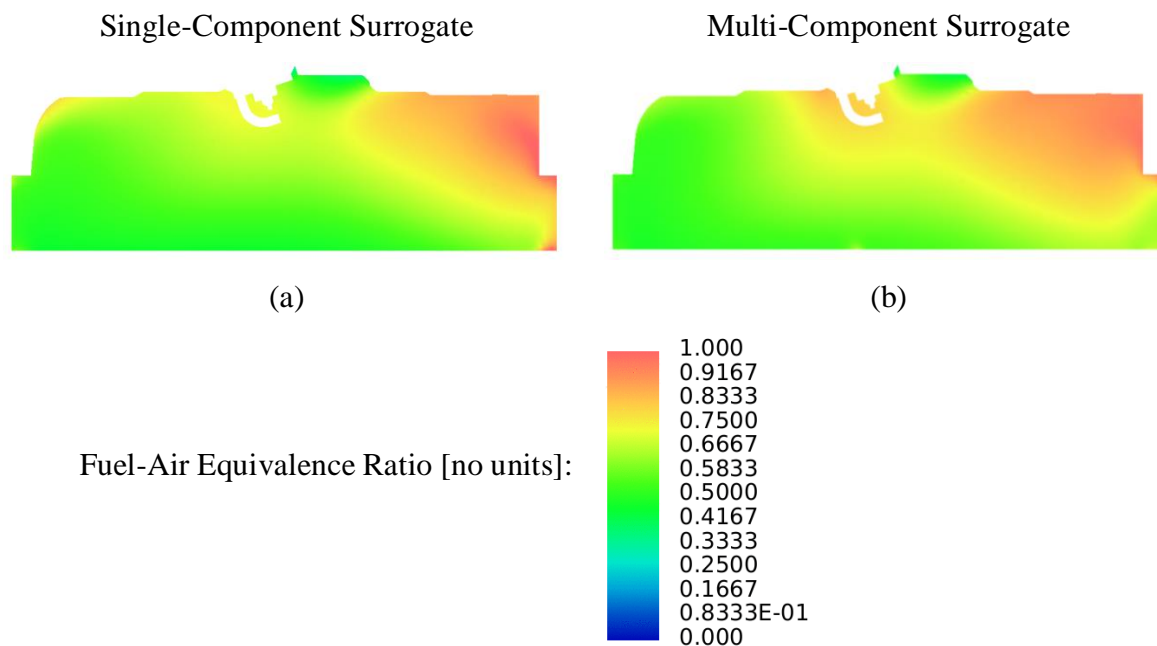 Single-Component Surrogate
Multi-Component Surrogate
(a)
(b)
Fuel-Air Equivalence Ratio [no units]:
1.000
0.9167
0.8333
0.7500
0.6667
0.5833
0.5000
0.4167
0.3333
0.2500
0.1667
0.8333E-01
0.000